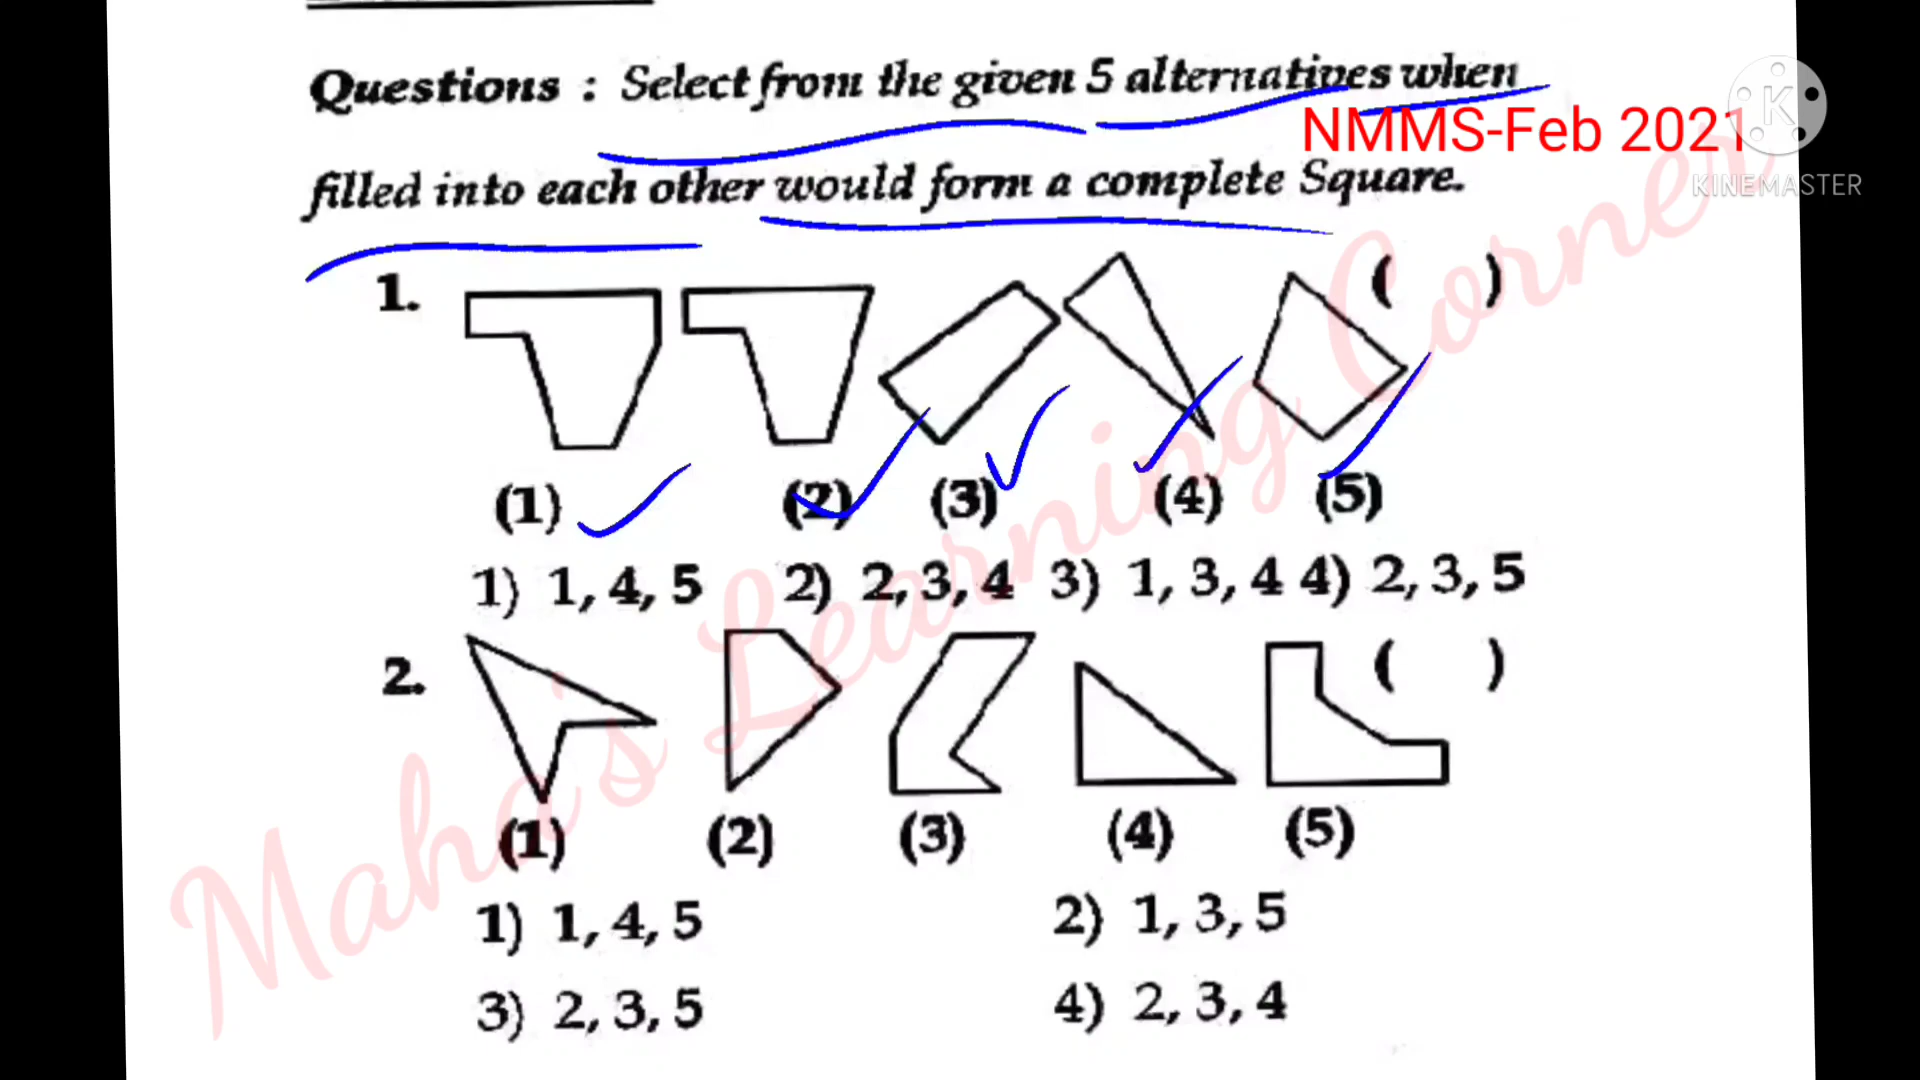 Questions : Select from the given 5 alternatives when
NMMS-Feb 2021
filled into each other would form a complete Square.
KINEMASTER
1. ( )
(1) (2) (3) (4) (5)
1) 1, 4, 5 2) 2, 3, 4 3) 1, 3, 4 4) 2, 3, 5
2. ( )
(1) (2) (3) (4) (5)
1) 1, 4, 5 2) 1, 3, 5
3) 2, 3, 5 4) 2, 3, 4
Maha's Learning Corner